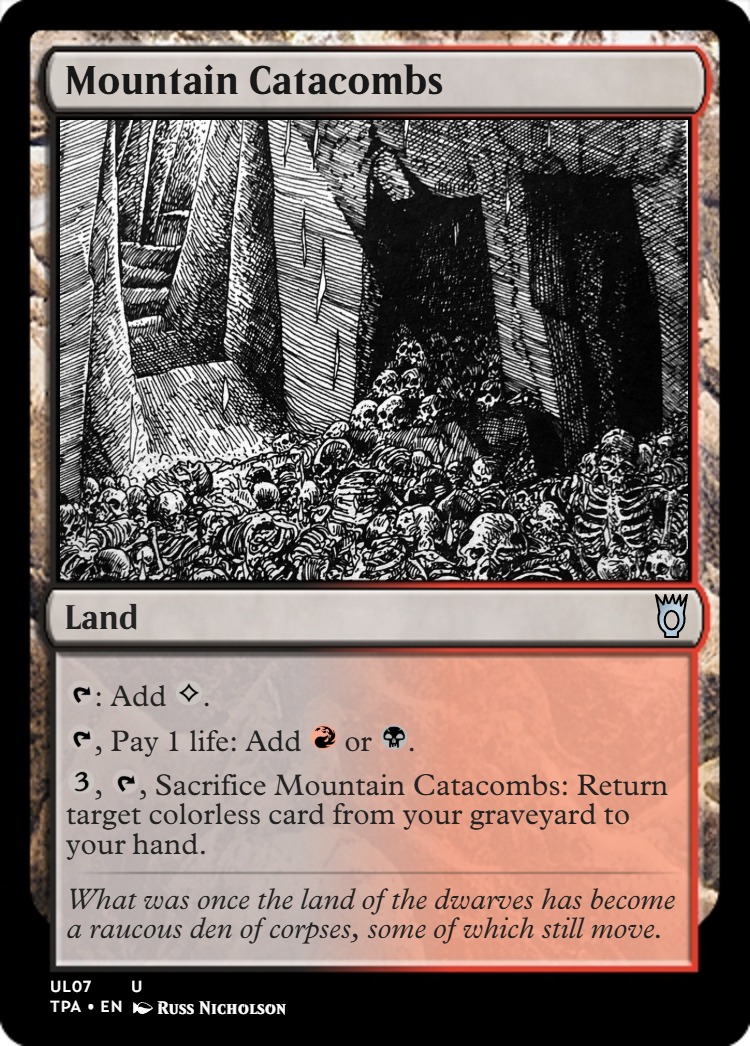 Mountain Catacombs
Land
: Add .
, Pay 1 life: Add or .
3, , Sacrifice Mountain Catacombs: Return
target colorless card from your graveyard to
your hand.
What was once the land of the dwarves has become
a raucous den of corpses, some of which still move.
UL07 U
TPA • EN Russ Nicholson